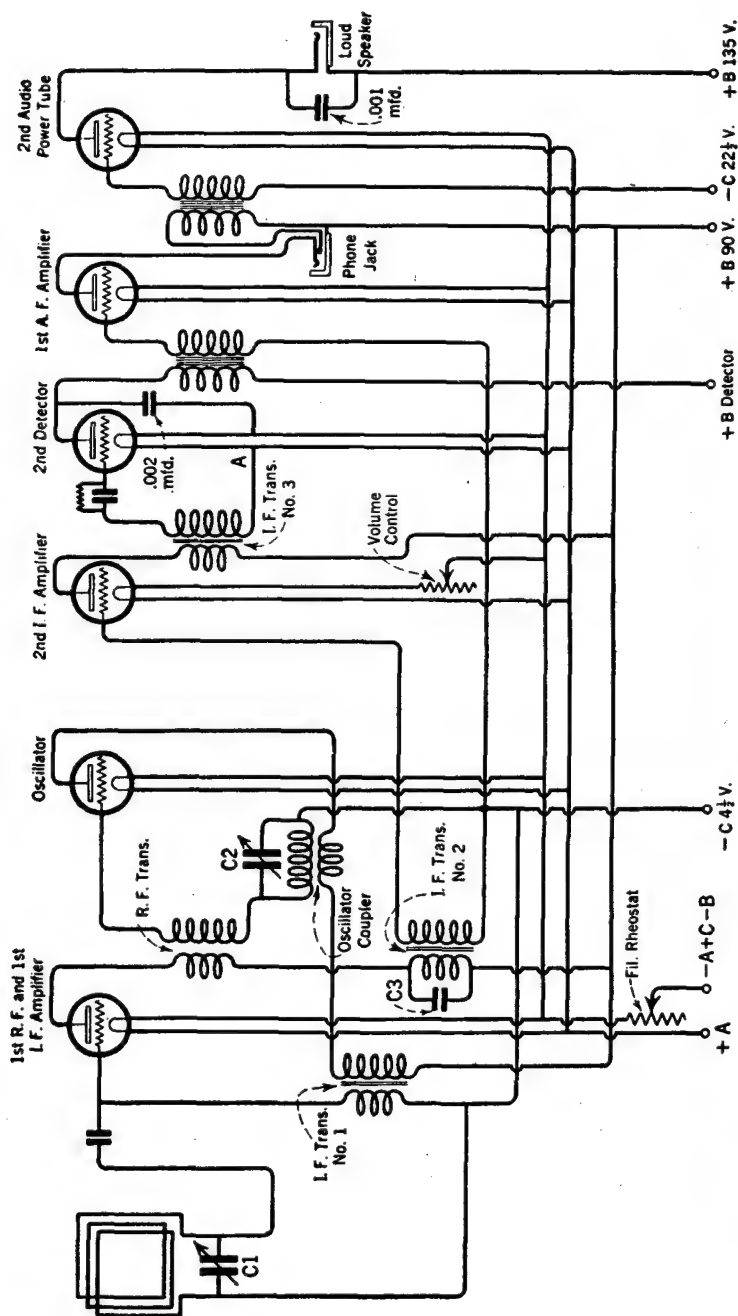 1st R. F. and 1st
I. F. Amplifier
Oscillator
2nd I. F. Amplifier
2nd Detector
1st A. F. Amplifier
2nd Audio
Power Tube
R. F. Trans.
C2
Oscillator
Coupler
I. F. Trans.
No. 1
C1
C3
I. F. Trans.
No. 2
I. F. Trans.
No. 3
A
.002
mfd.
Volume
Control
Phone
Jack
.001
mfd.
Loud
Speaker
Fil. Rheostat
+ A
– A + C – B
– C 4½ V.
+ B Detector
+ B 90 V.
– C 22½ V.
+ B 135 V.